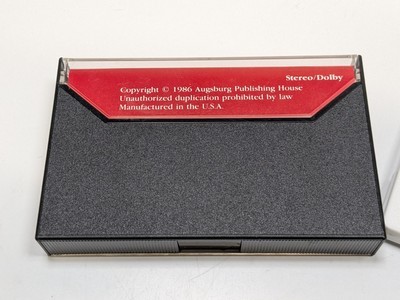 Stereo/Dolby
Copyright © 1986 Augsburg Publishing House
Unauthorized duplication prohibited by law
Manufactured in the U.S.A.